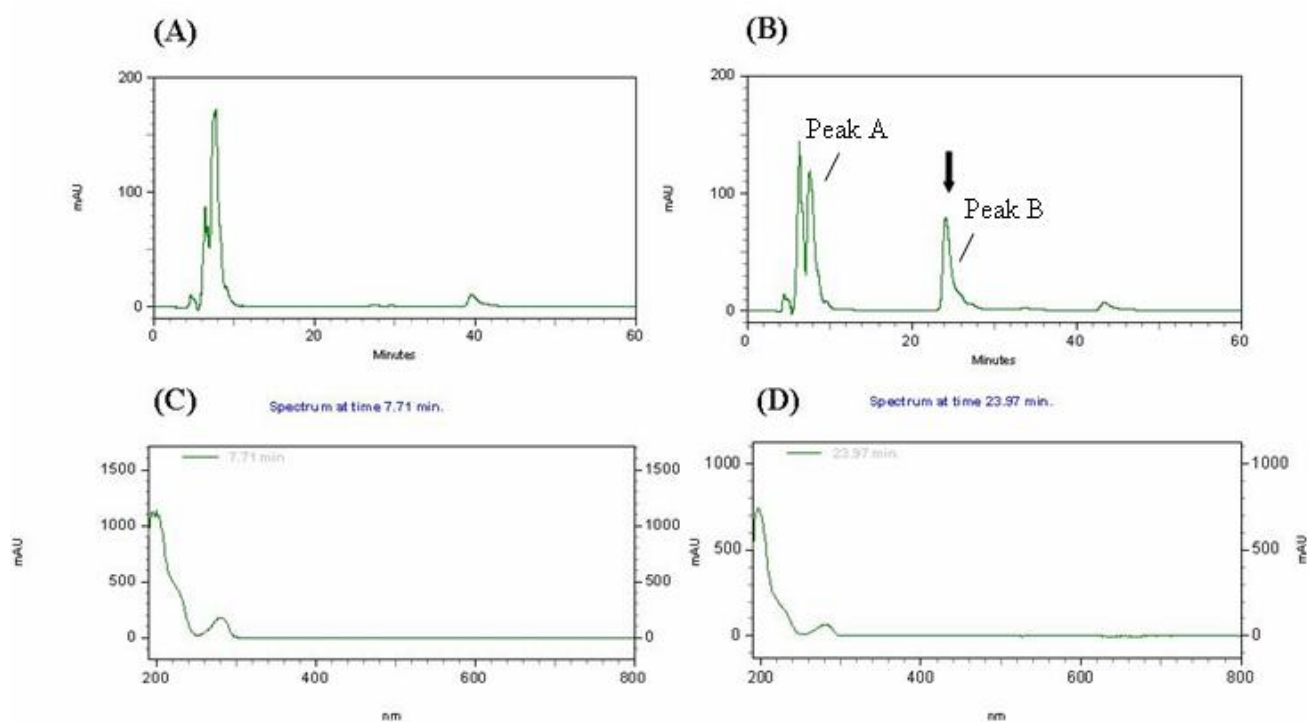 (A)
200
100
0
mAU
0
20
40
60
Minutes
(B)
Peak A
Peak B
200
100
0
mAU
0
20
40
60
Minutes
(C)
Spectrum at time 7.71 min.
7.71 min
1500
1000
500
0
mAU
1500
1000
500
0
mAU
200
400
600
800
nm
(D)
Spectrum at time 23.97 min.
23.97 min
1000
500
0
1000
500
0
mAU
200
400
600
800
nm